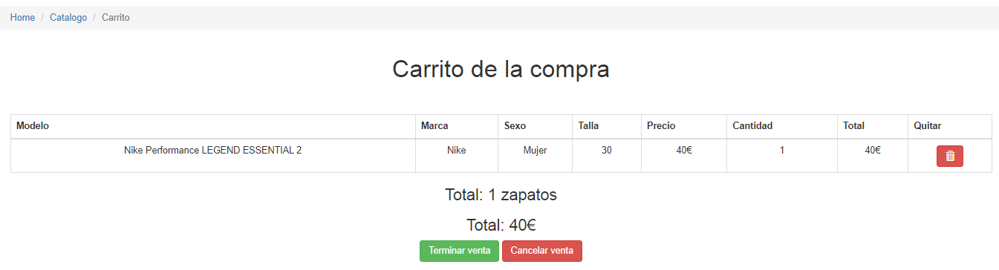 Home / Catalogo / Carrito
Carrito de la compra
Modelo Marca Sexo Talla Precio Cantidad Total Quitar
Nike Performance LEGEND ESSENTIAL 2 Nike Mujer 30 40€ 1 40€
Total: 1 zapatos
Total: 40€
Terminar venta Cancelar venta